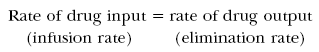 Rate of drug input = rate of drug output
(infusion rate) (elimination rate)